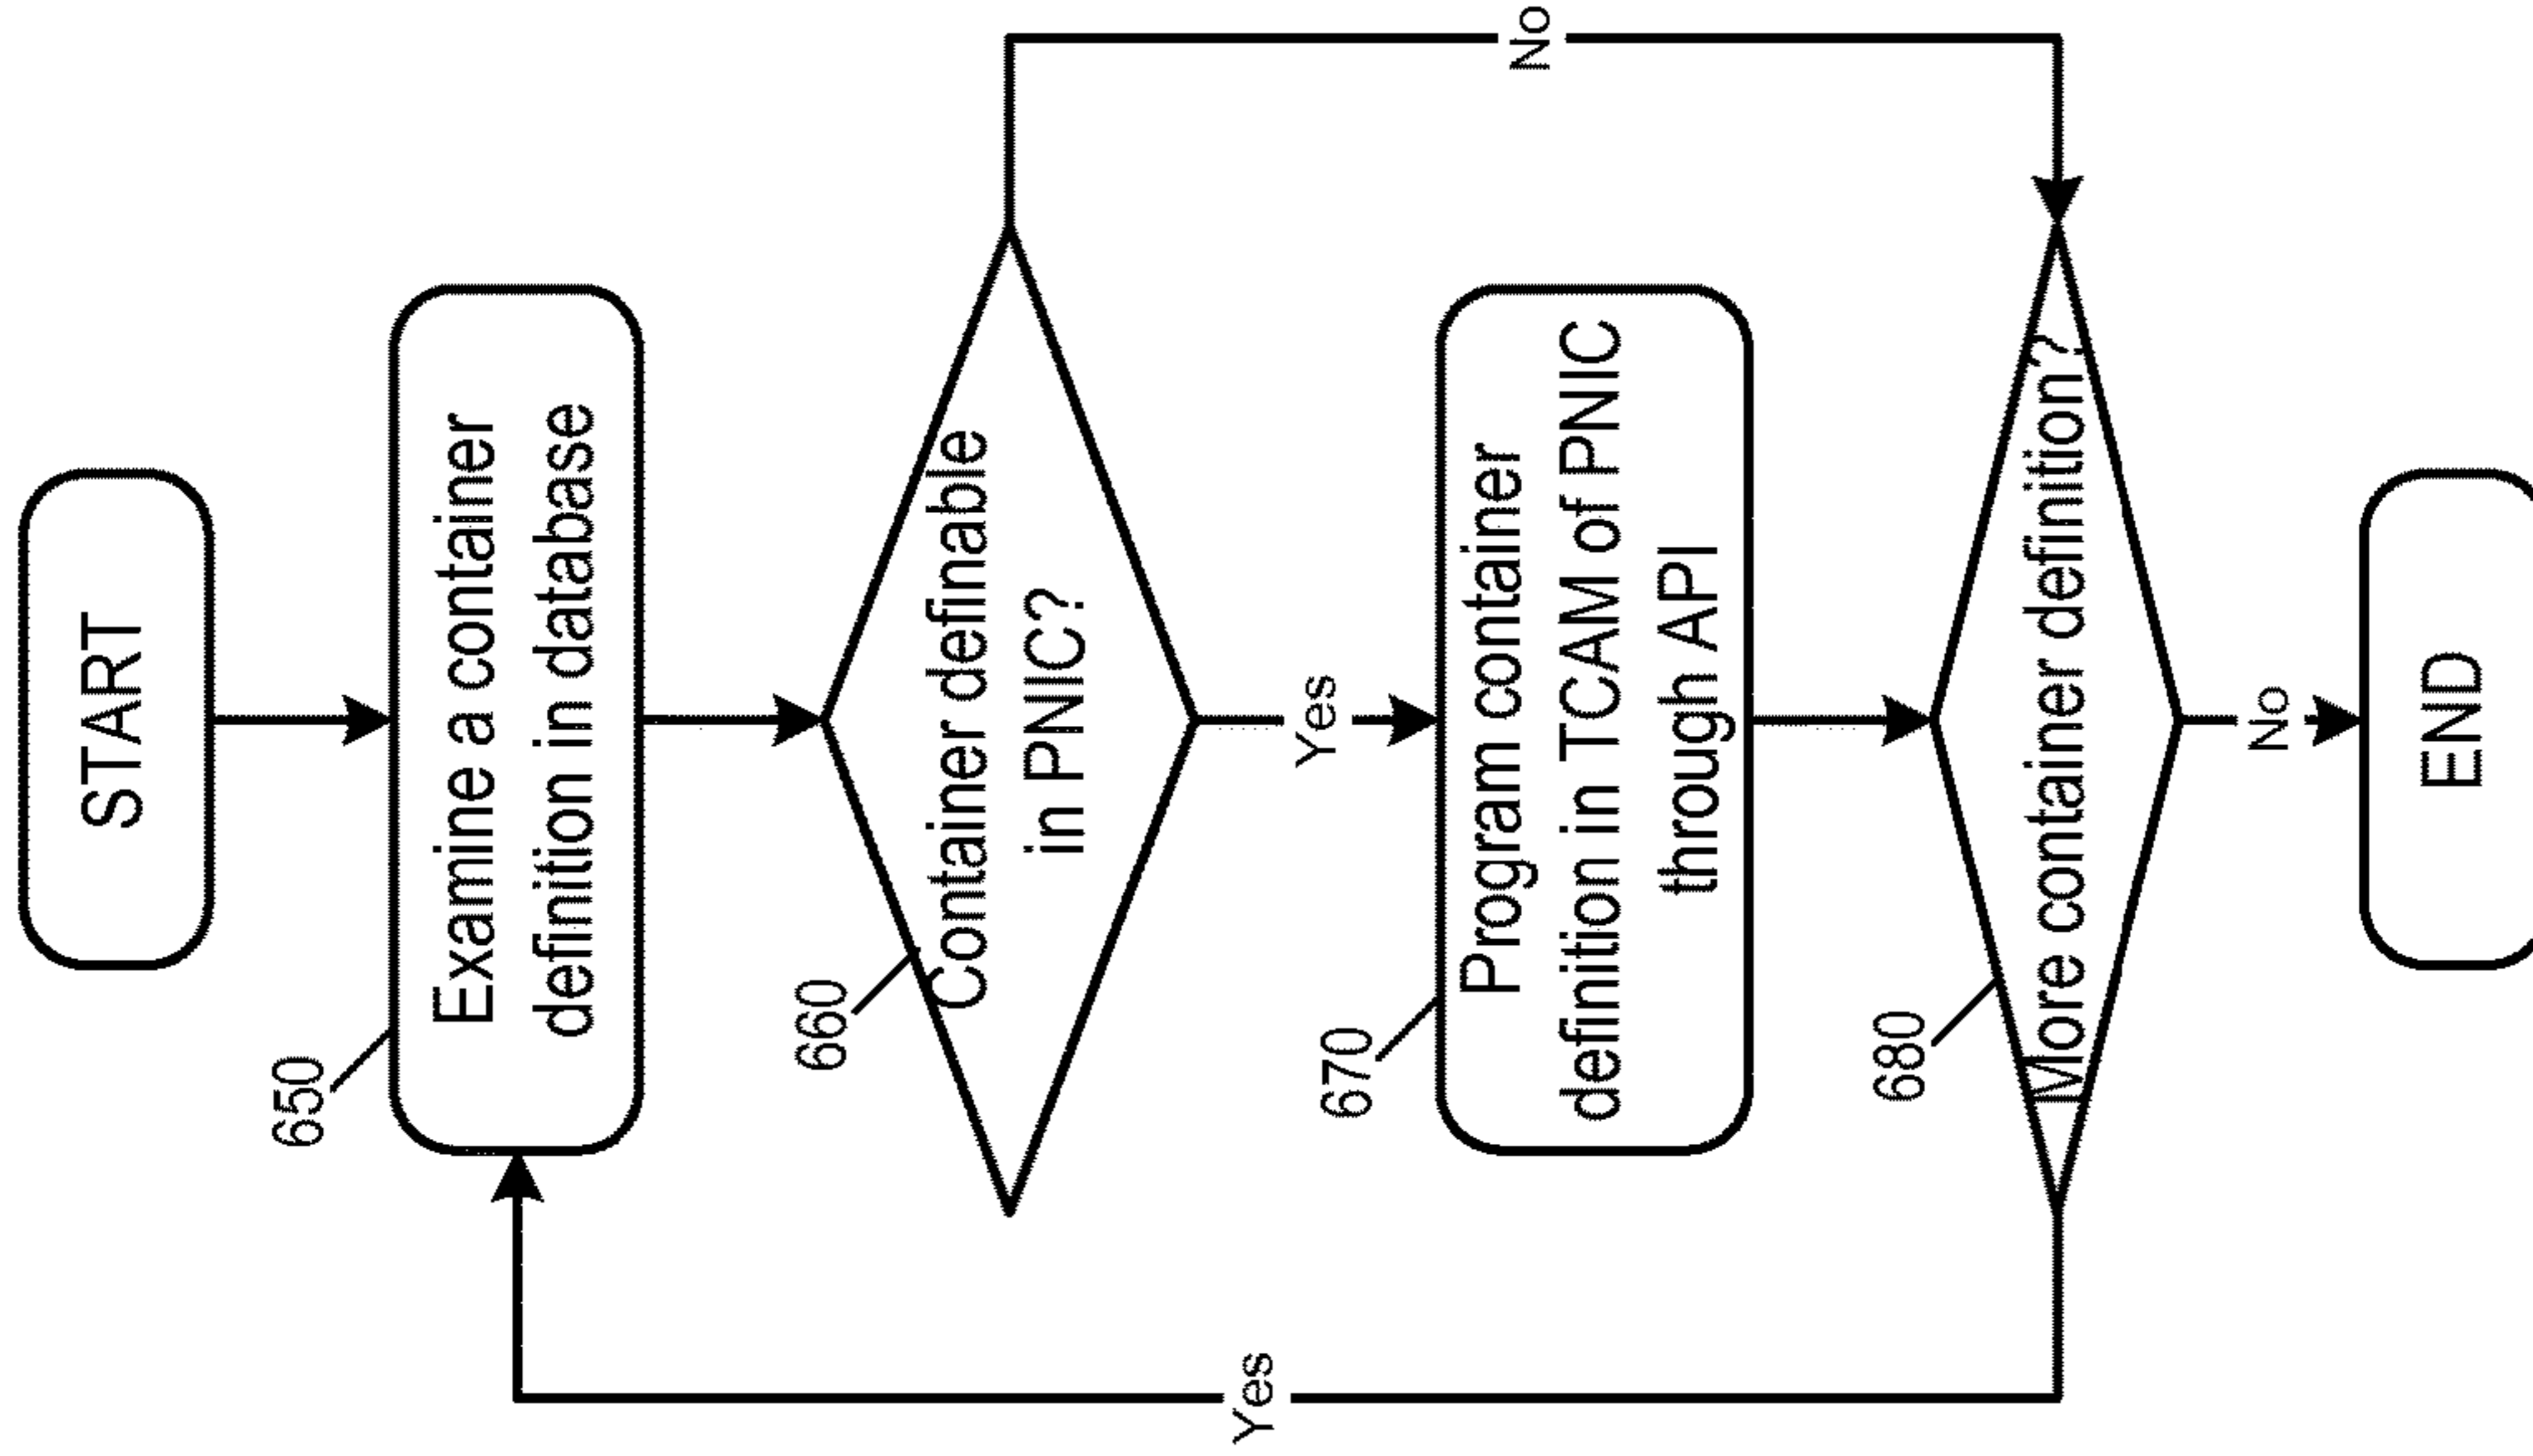 START
650
Examine a container
definition in database
660
Container definable
in PNIC?
No
Yes
670
Program container
definition in TCAM of PNIC
through API
680
More container definition?
Yes
No
END